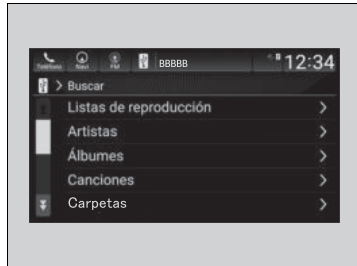 Teléfono Navi FM BBBBB 12:34
> Buscar
Listas de reproducción >
Artistas >
Álbumes >
Canciones >
Carpetas >